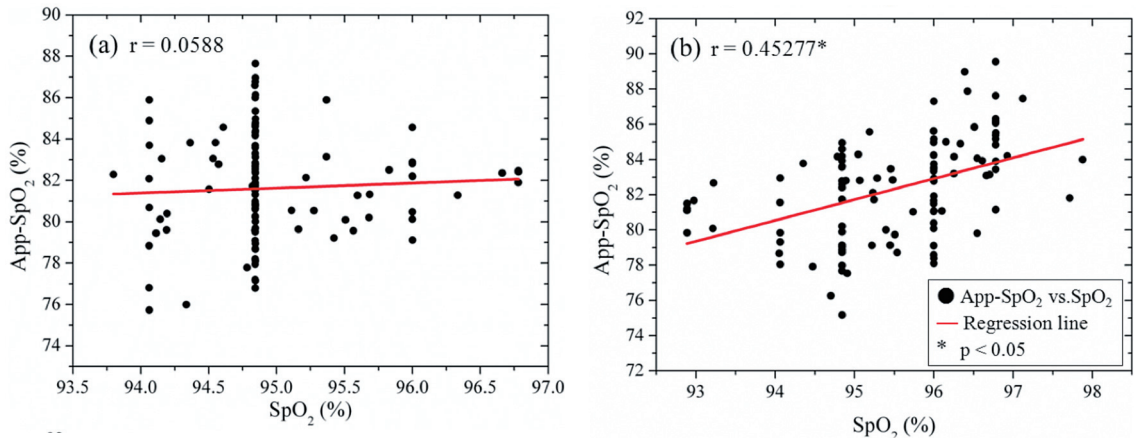 (a) r = 0.0588
App-SpO₂ (%)
90
88
86
84
82
80
78
76
74
73.5
93.5 94.0 94.5 95.0 95.5 96.0 96.5 97.0
SpO₂ (%)
(b) r = 0.45277*
App-SpO₂ (%)
92
90
88
86
84
82
80
78
76
74
72
93 94 95 96 97 98
SpO₂ (%)
App-SpO₂ vs.SpO₂
Regression line
* p < 0.05